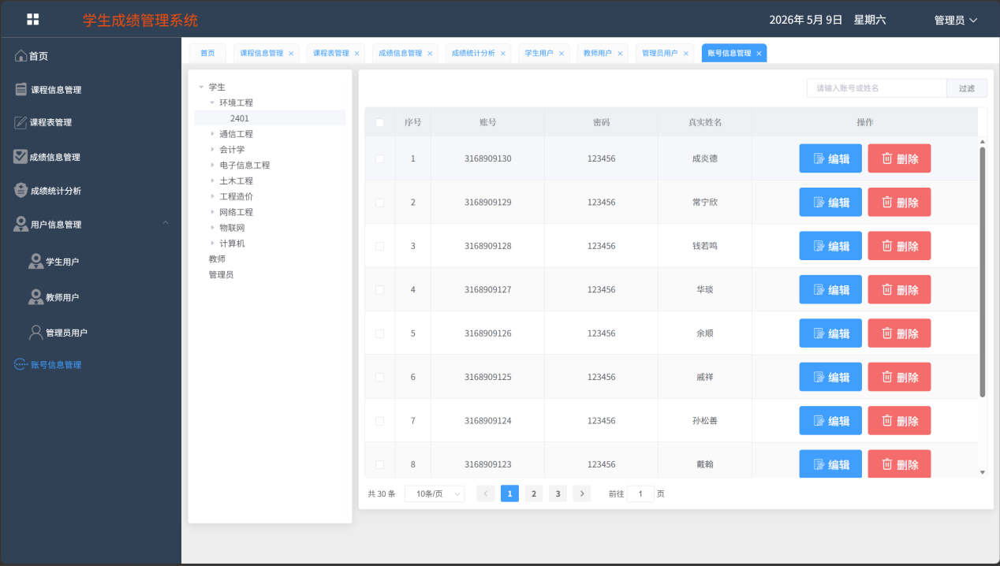 学生成绩管理系统
2026年 5月 9日 星期六
管理员
首页
课程信息管理
课程表管理
成绩信息管理
成绩统计分析
用户信息管理
学生用户
教师用户
管理员用户
账号信息管理
首页 课程信息管理 课程表管理 成绩信息管理 成绩统计分析 学生用户 教师用户 管理员用户 账号信息管理
学生
环境工程
2401
通信工程
会计学
电子信息工程
土木工程
工程造价
网络工程
物联网
计算机
教师
管理员
请输入账号或姓名 过滤
序号 账号 密码 真实姓名 操作
1 3168909130 123456 成炎德 编辑 删除
2 3168909129 123456 常宁欣 编辑 删除
3 3168909128 123456 钱若鸣 编辑 删除
4 3168909127 123456 华琰 编辑 删除
5 3168909126 123456 余顺 编辑 删除
6 3168909125 123456 戚祥 编辑 删除
7 3168909124 123456 孙松善 编辑 删除
8 3168909123 123456 戴翰 编辑 删除
共 30 条 10条/页 1 2 3 前往 1 页